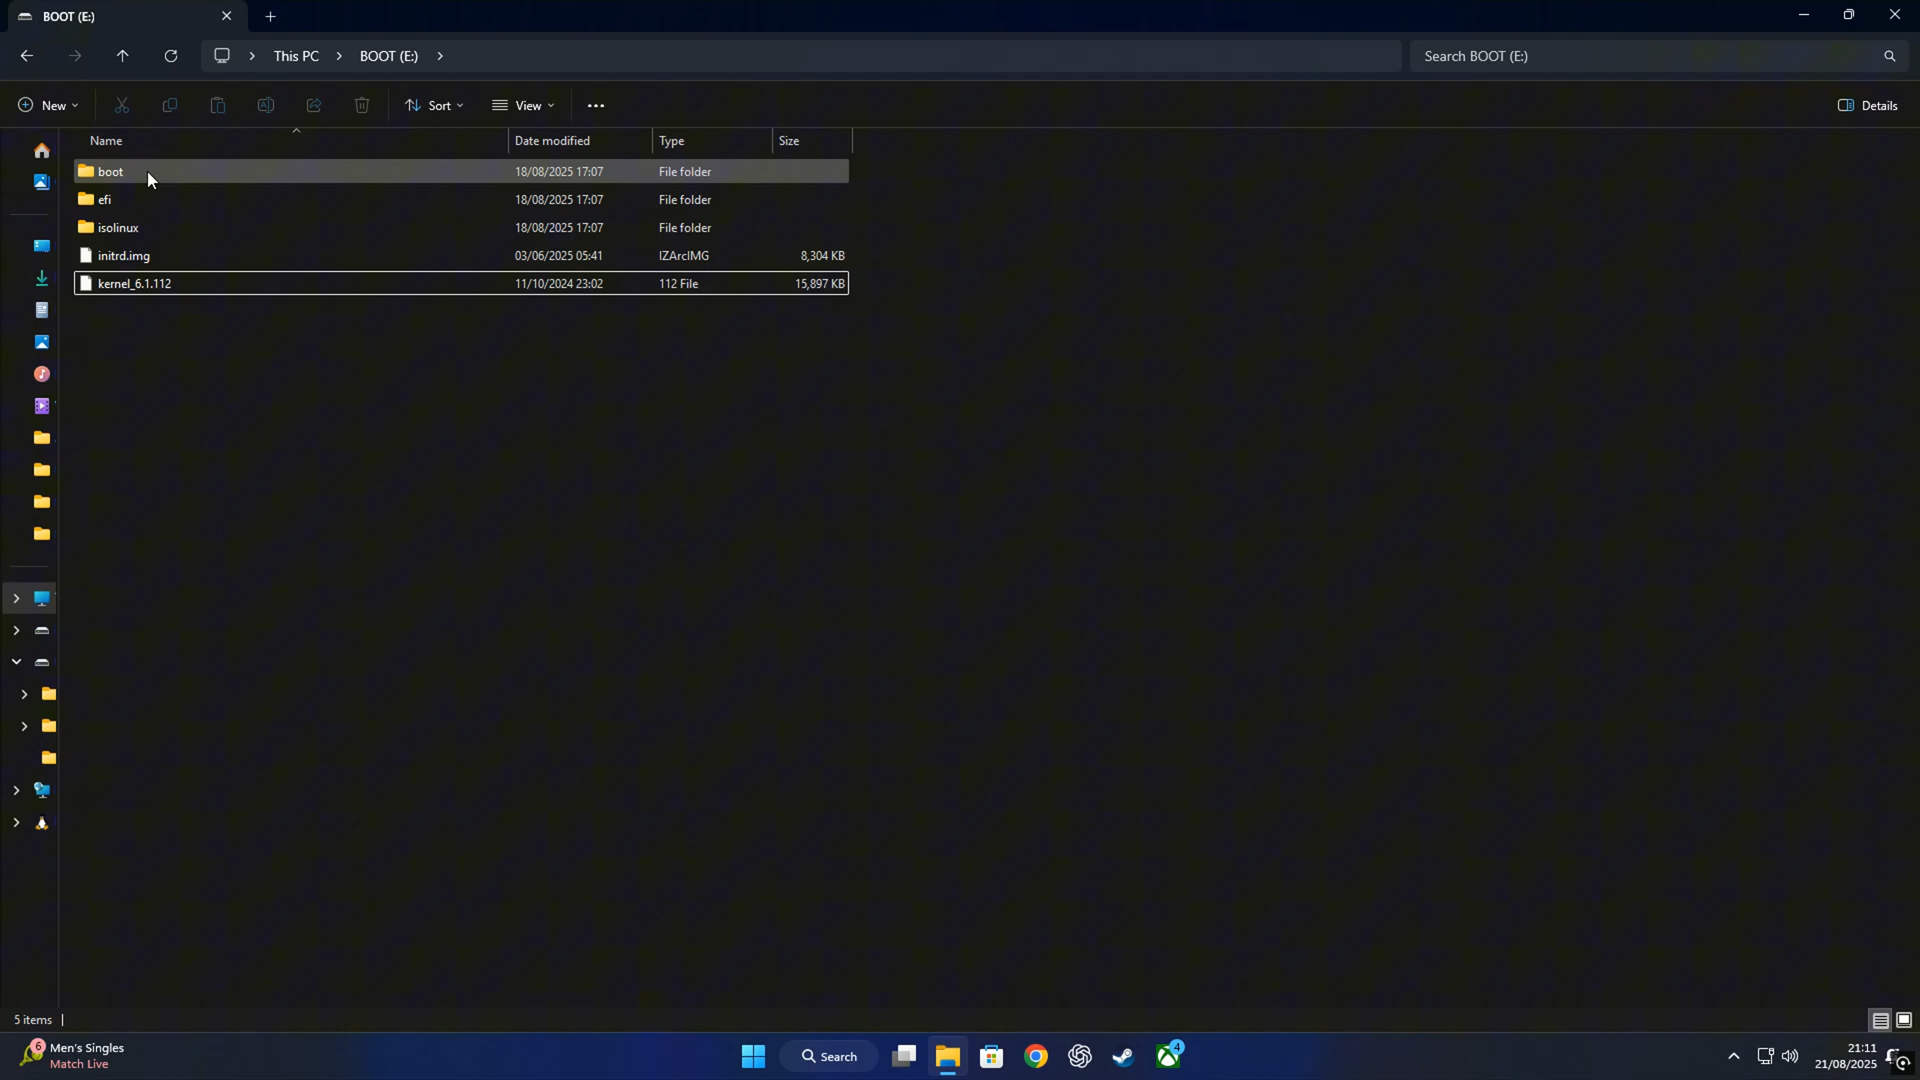 BOOT (E:)
This PC
BOOT (E:)
Search BOOT (E:)
New
Sort
View
Details
Name
Date modified
Type
Size
boot
18/08/2025 17:07
File folder
efi
18/08/2025 17:07
File folder
isolinux
18/08/2025 17:07
File folder
initrd.img
03/06/2025 05:41
IZArcIMG
8,304 KB
kernel_6.1.112
11/10/2024 23:02
112 File
15,897 KB
5 items
6
Men's Singles
Match Live
Search
4
21:11
21/08/2025